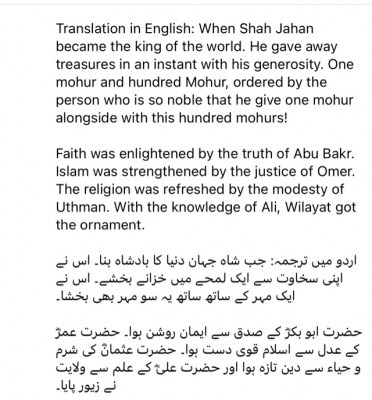 Translation in English: When Shah Jahan
became the king of the world. He gave away
treasures in an instant with his generosity. One
mohur and hundred Mohur, ordered by the
person who is so noble that he give one mohur
alongside with this hundred mohurs!
Faith was enlightened by the truth of Abu Bakr.
Islam was strengthened by the justice of Omer.
The religion was refreshed by the modesty of
Uthman. With the knowledge of Ali, Wilayat got
the ornament.
اردو میں ترجمہ: جب شاہ جہان دنیا کا بادشاہ بنا۔ اس نے
اپنی سخاوت سے ایک لمحے میں خزانے بخشے۔ اس نے
ایک مہر کے ساتھ ساتھ یہ سو مہر بھی بخشا۔
حضرت ابو بکرؓ کے صدق سے ایمان روشن ہوا۔ حضرت عمرؓ
کے عدل سے اسلام قوی دست ہوا۔ حضرت عثمانؓ کی شرم
و حیاء سے دین تازہ ہوا اور حضرت علیؓ کے علم سے ولایت
نے زیور پایا۔